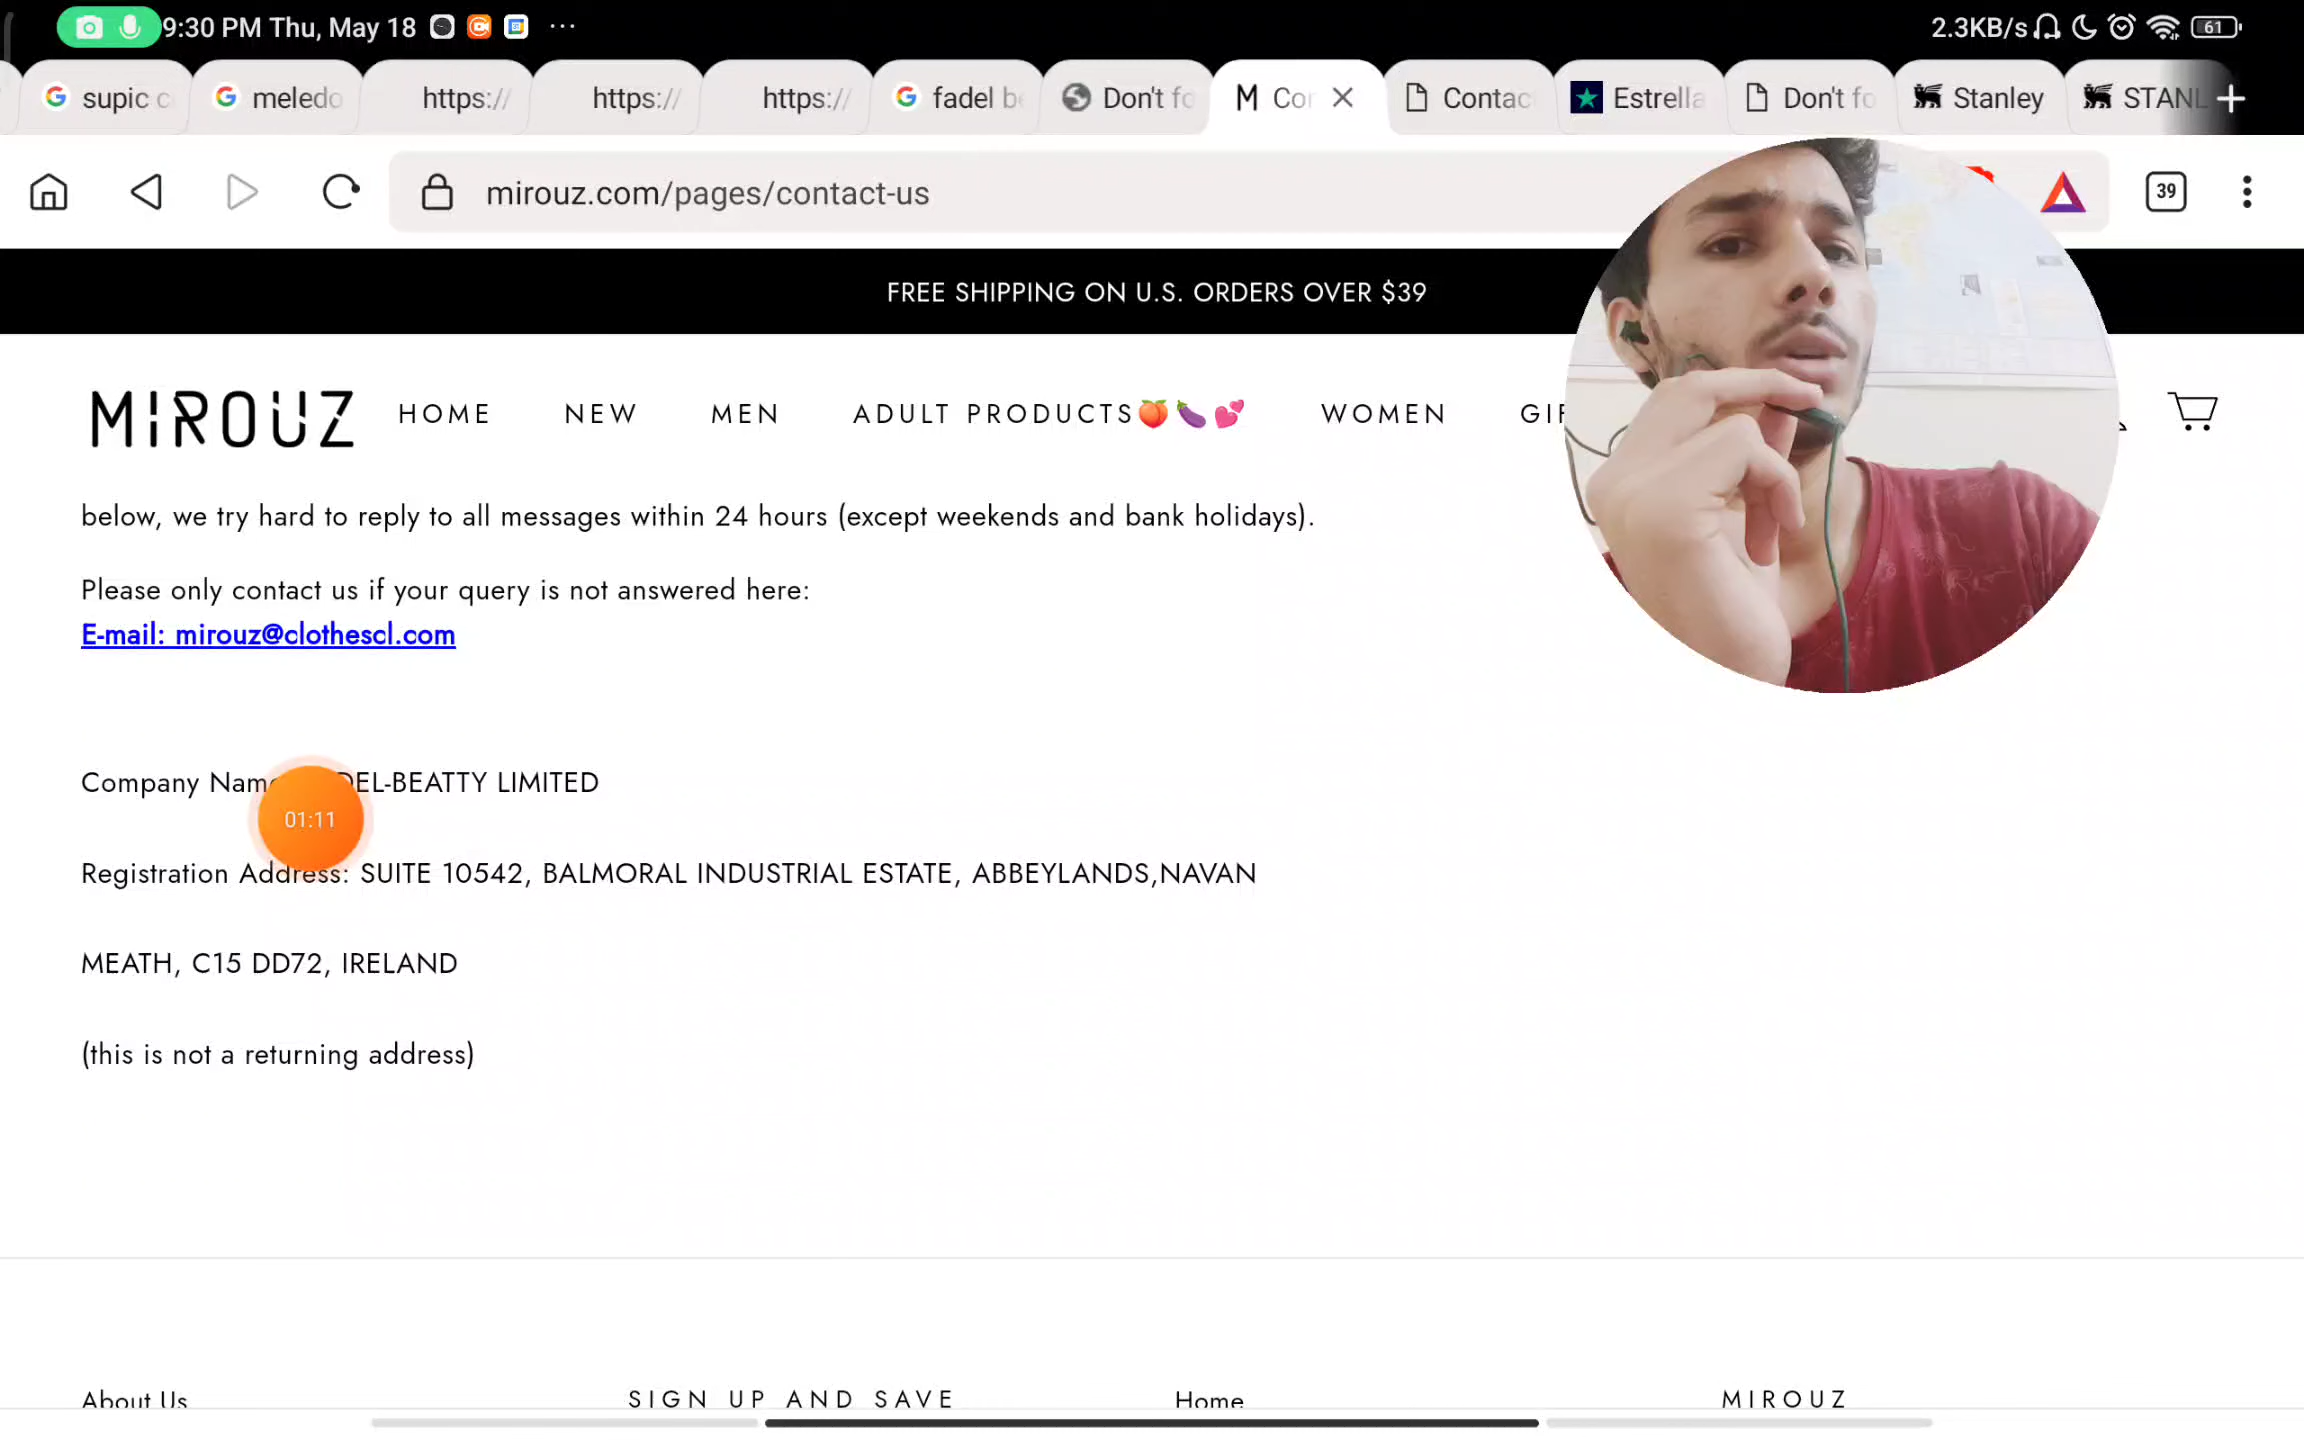 9:30 PM Thu, May 18
2.3KB/s
61
supic c
meledo
https://
https://
https://
fadel be
Don't fo
Cor
Contac
Estrella
Don't fo
Stanley
STANL
mirouz.com/pages/contact-us
39
FREE SHIPPING ON U.S. ORDERS OVER $39
MIROUZ
HOME
NEW
MEN
ADULT PRODUCTS🍑🍆💕
WOMEN
below, we try hard to reply to all messages within 24 hours (except weekends and bank holidays).
Please only contact us if your query is not answered here:
E-mail: mirouz@clothescl.com
Company Name DEL-BEATTY LIMITED
01:11
Registration Address: SUITE 10542, BALMORAL INDUSTRIAL ESTATE, ABBEYLANDS,NAVAN
MEATH, C15 DD72, IRELAND
(this is not a returning address)
About Us
SIGN UP AND SAVE
Home
MIROUZ